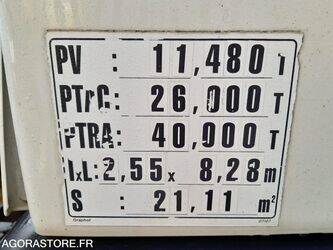 PV : 11,480 T
PTAC : 26,000 T
PTRA: 40,000 T
lxL: 2,55 x 8,28 m
S : 21,11 m²
Graphof
AGORASTORE.FR